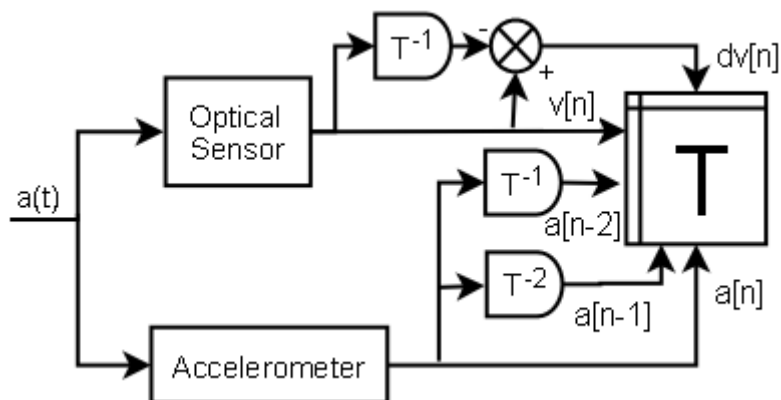 T-1
-
+
dv[n]
Optical
Sensor
v[n]
T
a(t)
T-1
a[n-2]
T-2
a[n-1]
a[n]
Accelerometer